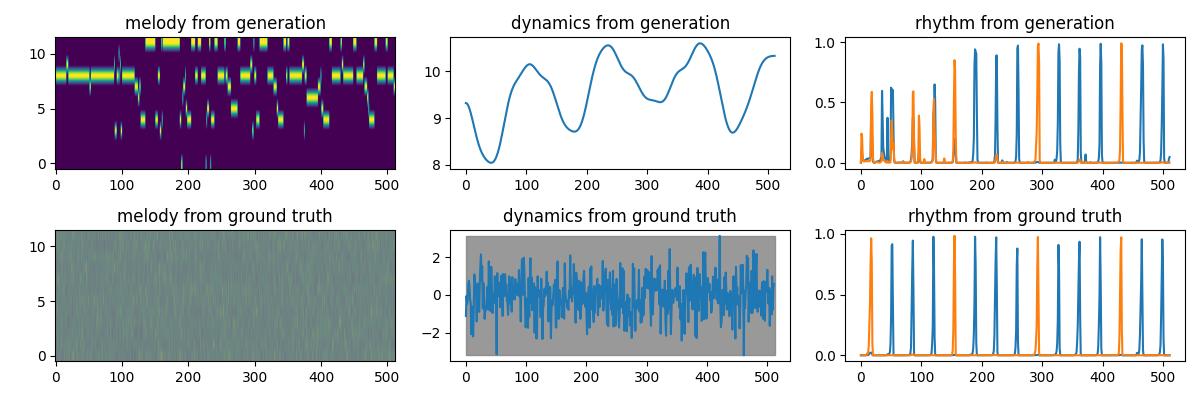 melody from generation
10
5
0
0 100 200 300 400 500
dynamics from generation
10
9
8
0 100 200 300 400 500
rhythm from generation
1.0
0.5
0.0
0 100 200 300 400 500
melody from ground truth
10
5
0
0 100 200 300 400 500
dynamics from ground truth
2
0
−2
0 100 200 300 400 500
rhythm from ground truth
1.0
0.5
0.0
0 100 200 300 400 500